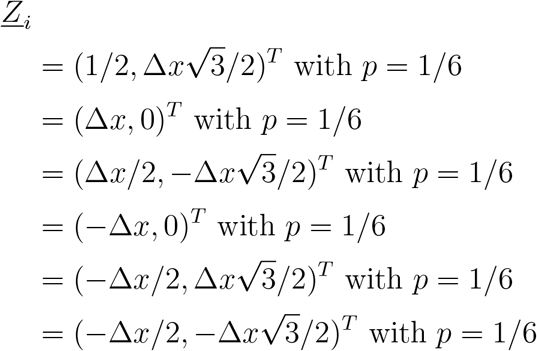 Z_i
= (1/2, Δx√3/2)^T with p = 1/6
= (Δx, 0)^T with p = 1/6
= (Δx/2, −Δx√3/2)^T with p = 1/6
= (−Δx, 0)^T with p = 1/6
= (−Δx/2, Δx√3/2)^T with p = 1/6
= (−Δx/2, −Δx√3/2)^T with p = 1/6